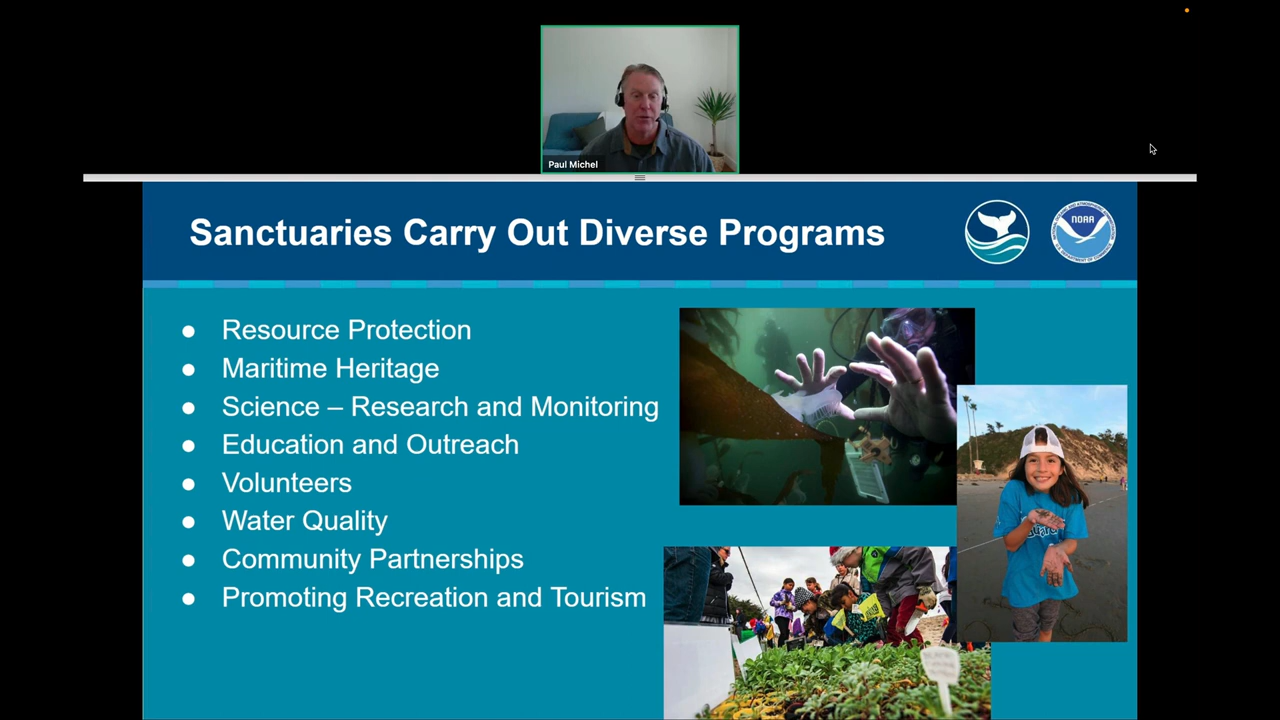 Paul Michel
Sanctuaries Carry Out Diverse Programs
NOAA
Resource Protection
Maritime Heritage
Science – Research and Monitoring
Education and Outreach
Volunteers
Water Quality
Community Partnerships
Promoting Recreation and Tourism